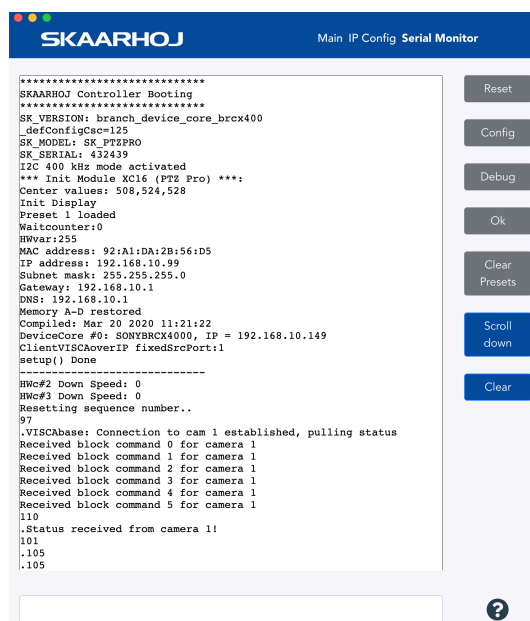 SKAARHOJ
Main IP Config Serial Monitor
*****************************
SKAARHOJ Controller Booting
*****************************
SK_VERSION: branch_device_core_brcx400
_defConfigCsc=125
SK_MODEL: SK_PTZPRO
SK_SERIAL: 432439
I2C 400 kHz mode activated
*** Init Module XC16 (PTZ Pro) ***:
Center values: 508,524,528
Init Display
Preset 1 loaded
Waitcounter:0
HWvar:255
MAC address: 92:A1:DA:2B:56:D5
IP address: 192.168.10.99
Subnet mask: 255.255.255.0
Gateway: 192.168.10.1
DNS: 192.168.10.1
Memory A-D restored
Compiled: Mar 20 2020 11:21:22
DeviceCore #0: SONYBRCX4000, IP = 192.168.10.149
ClientVISCAoverIP fixedSrcPort:1
setup() Done
-----------------------------
HWc#2 Down Speed: 0
HWc#3 Down Speed: 0
Resetting sequence number..
97
.VISCAbase: Connection to cam 1 established, pulling status
Received block command 0 for camera 1
Received block command 1 for camera 1
Received block command 2 for camera 1
Received block command 3 for camera 1
Received block command 4 for camera 1
Received block command 5 for camera 1
110
.Status received from camera 1!
101
.105
.105
Reset
Config
Debug
Ok
Clear
Presets
Scroll
down
Clear
?